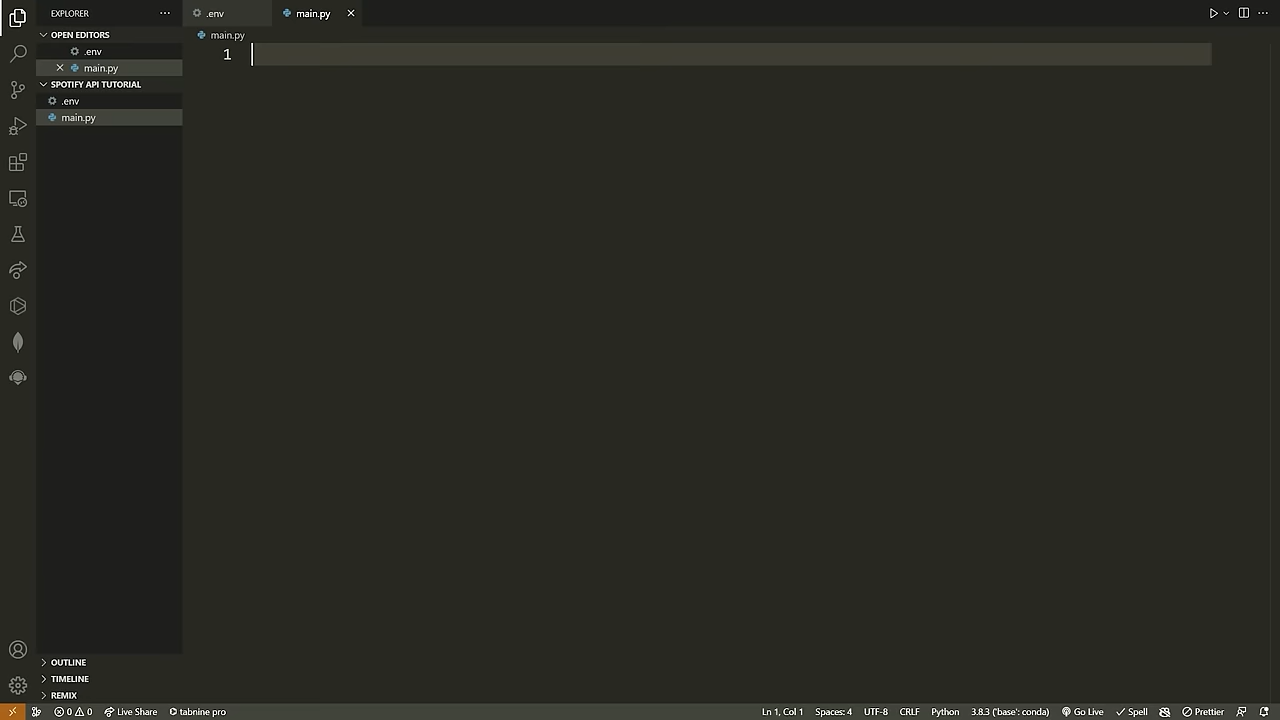 EXPLORER
.env
main.py
OPEN EDITORS
.env
main.py
SPOTIFY API TUTORIAL
.env
main.py
main.py
1
OUTLINE
TIMELINE
REMIX
0 0 Live Share tabnine pro Ln 1, Col 1 Spaces: 4 UTF-8 CRLF Python 3.8.3 ('base': conda) Go Live Spell Prettier